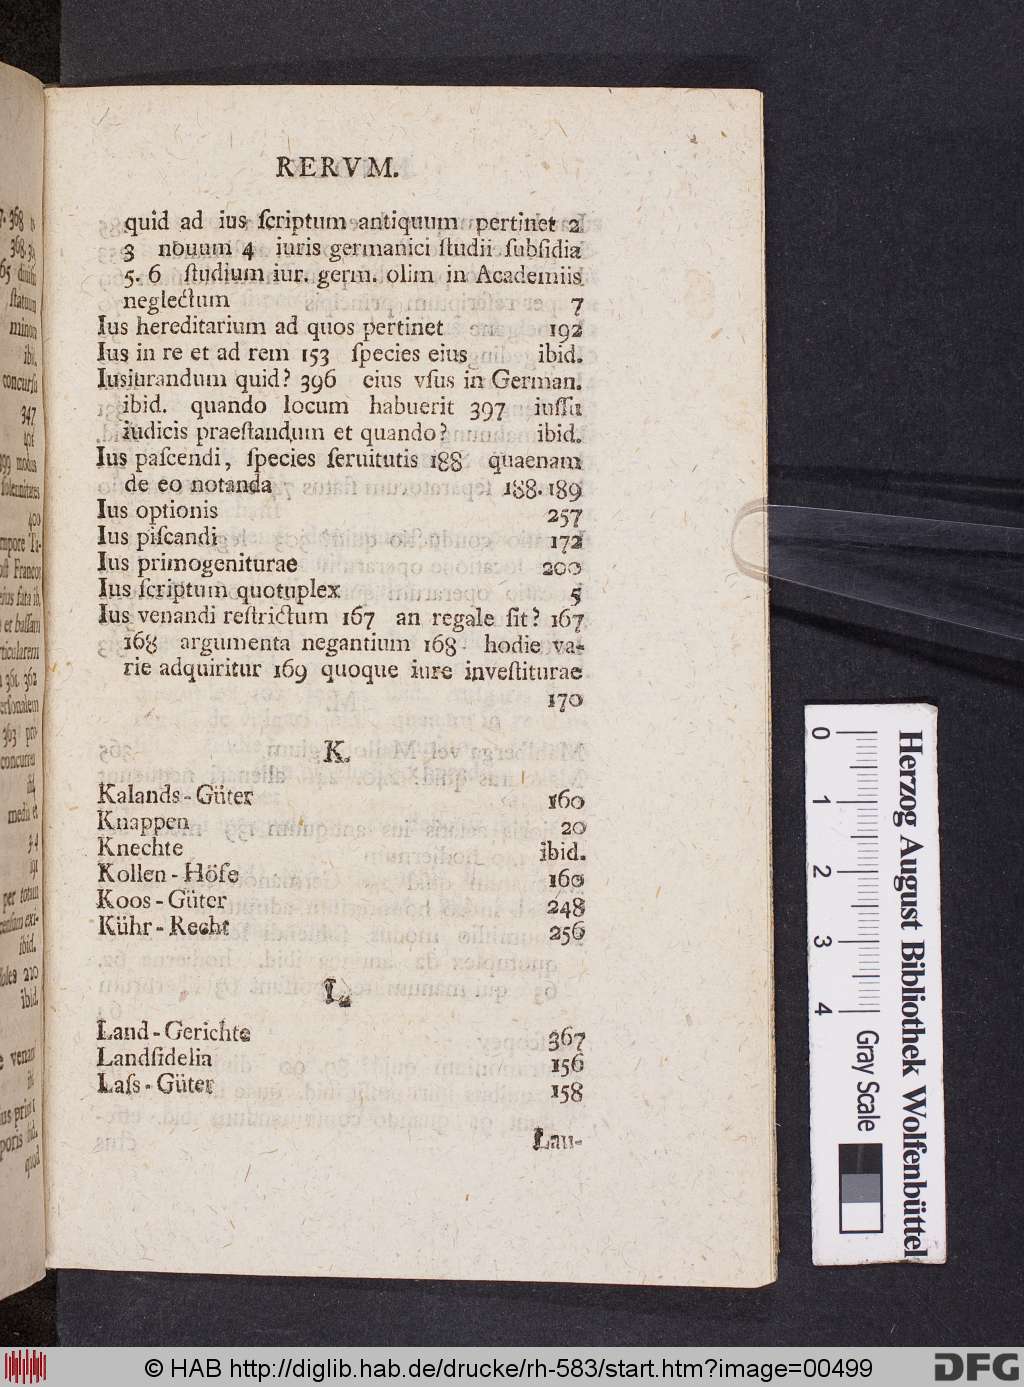 RERVM.
quid ad ius ſcriptum antiquum pertinet 2
3 nouum 4 iuris germanici ſtudii ſubſidia
5. 6 ſtudium iur. germ. olim in Academiis
neglectum 7
Ius hereditarium ad quos pertinet 192
Ius in re et ad rem 153 ſpecies eius ibid.
Iusiurandum quid? 396 eius vſus in German.
ibid. quando locum habuerit 397 iuſſu
iudicis praeſtandum et quando? ibid.
Ius paſcendi, ſpecies ſeruitutis 188 quaenam
de eo notanda 188. 189
Ius optionis 257
Ius piſcandi 172
Ius primogeniturae 200
Ius ſcriptum quotuplex 5
Ius venandi reſtrictum 167 an regale ſit? 167
168 argumenta negantium 168 hodie va-
rie adquiritur 169 quoque iure inveſtiturae
170
K.
Kalands-Güter 160
Knappen 20
Knechte ibid.
Kollen-Höfe 160
Koos-Güter 248
Kühr-Recht 256
L.
Land-Gerichte 367
Landſidelia 156
Laſs-Güter 158
Lau-
0 1 2 3 4
Gray Scale
Herzog August Bibliothek Wolfenbüttel
© HAB http://diglib.hab.de/drucke/rh-583/start.htm?image=00499
DFG